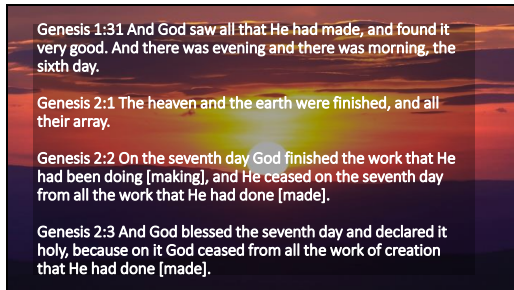 Genesis 1:31 And God saw all that He had made, and found it
very good. And there was evening and there was morning, the
sixth day.
Genesis 2:1 The heaven and the earth were finished, and all
their array.
Genesis 2:2 On the seventh day God finished the work that He
had been doing [making], and He ceased on the seventh day
from all the work that He had done [made].
Genesis 2:3 And God blessed the seventh day and declared it
holy, because on it God ceased from all the work of creation
that He had done [made].